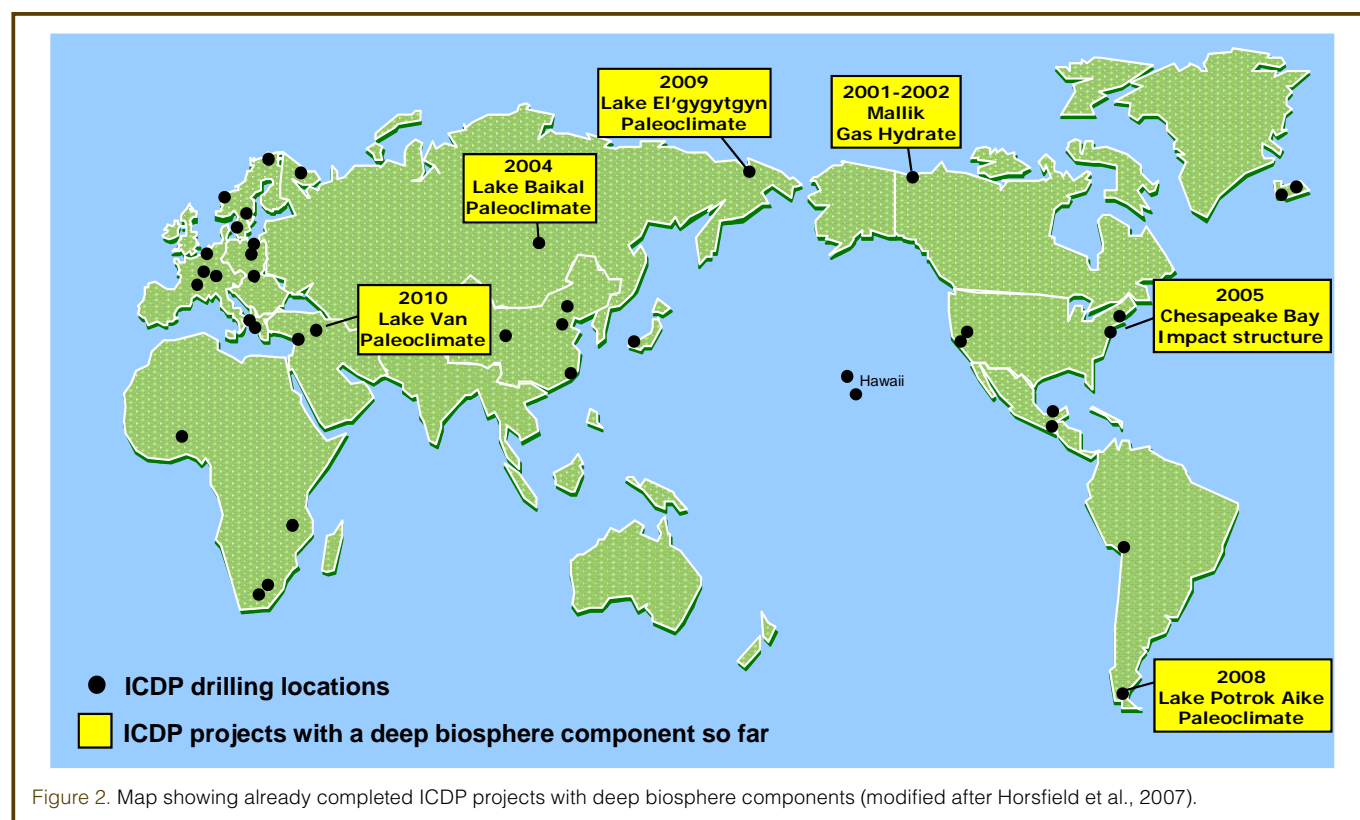 2009
Lake El‘gygytgyn
Paleoclimate
2001-2002
Mallik
Gas Hydrate
2004
Lake Baikal
Paleoclimate
2010
Lake Van
Paleoclimate
2005
Chesapeake Bay
Impact structure
Hawaii
2008
Lake Potrok Aike
Paleoclimate
ICDP drilling locations
ICDP projects with a deep biosphere component so far
Figure 2. Map showing already completed ICDP projects with deep biosphere components (modified after Horsfield et al., 2007).